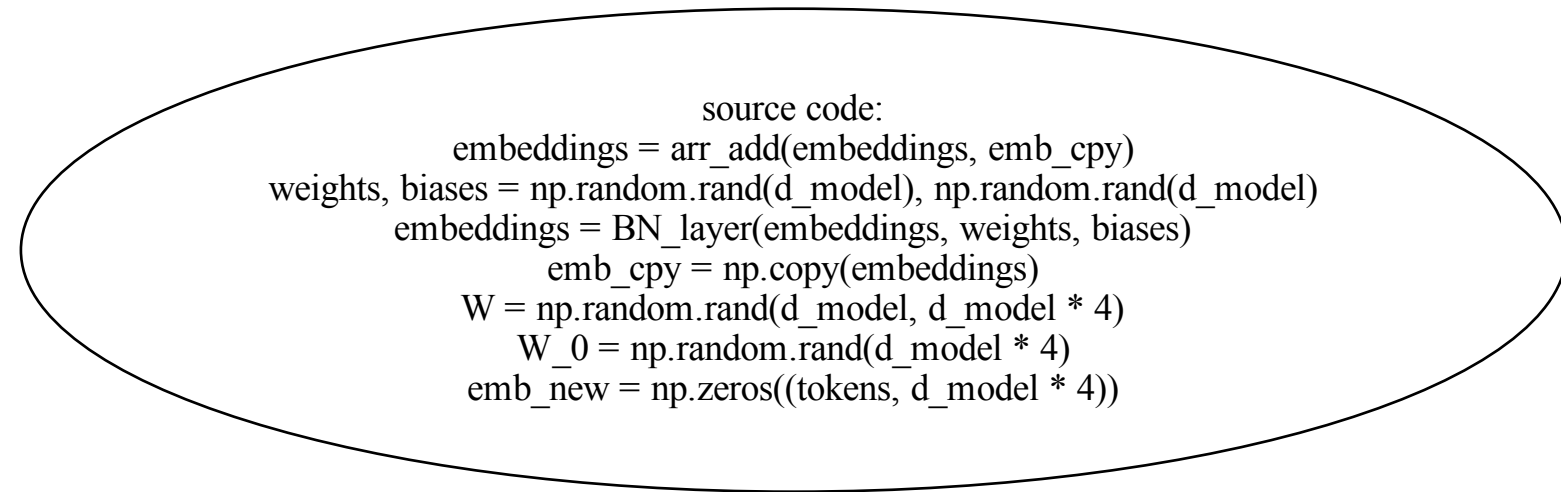 source code:
embeddings = arr_add(embeddings, emb_cpy)
weights, biases = np.random.rand(d_model), np.random.rand(d_model)
embeddings = BN_layer(embeddings, weights, biases)
emb_cpy = np.copy(embeddings)
W = np.random.rand(d_model, d_model * 4)
W_0 = np.random.rand(d_model * 4)
emb_new = np.zeros((tokens, d_model * 4))